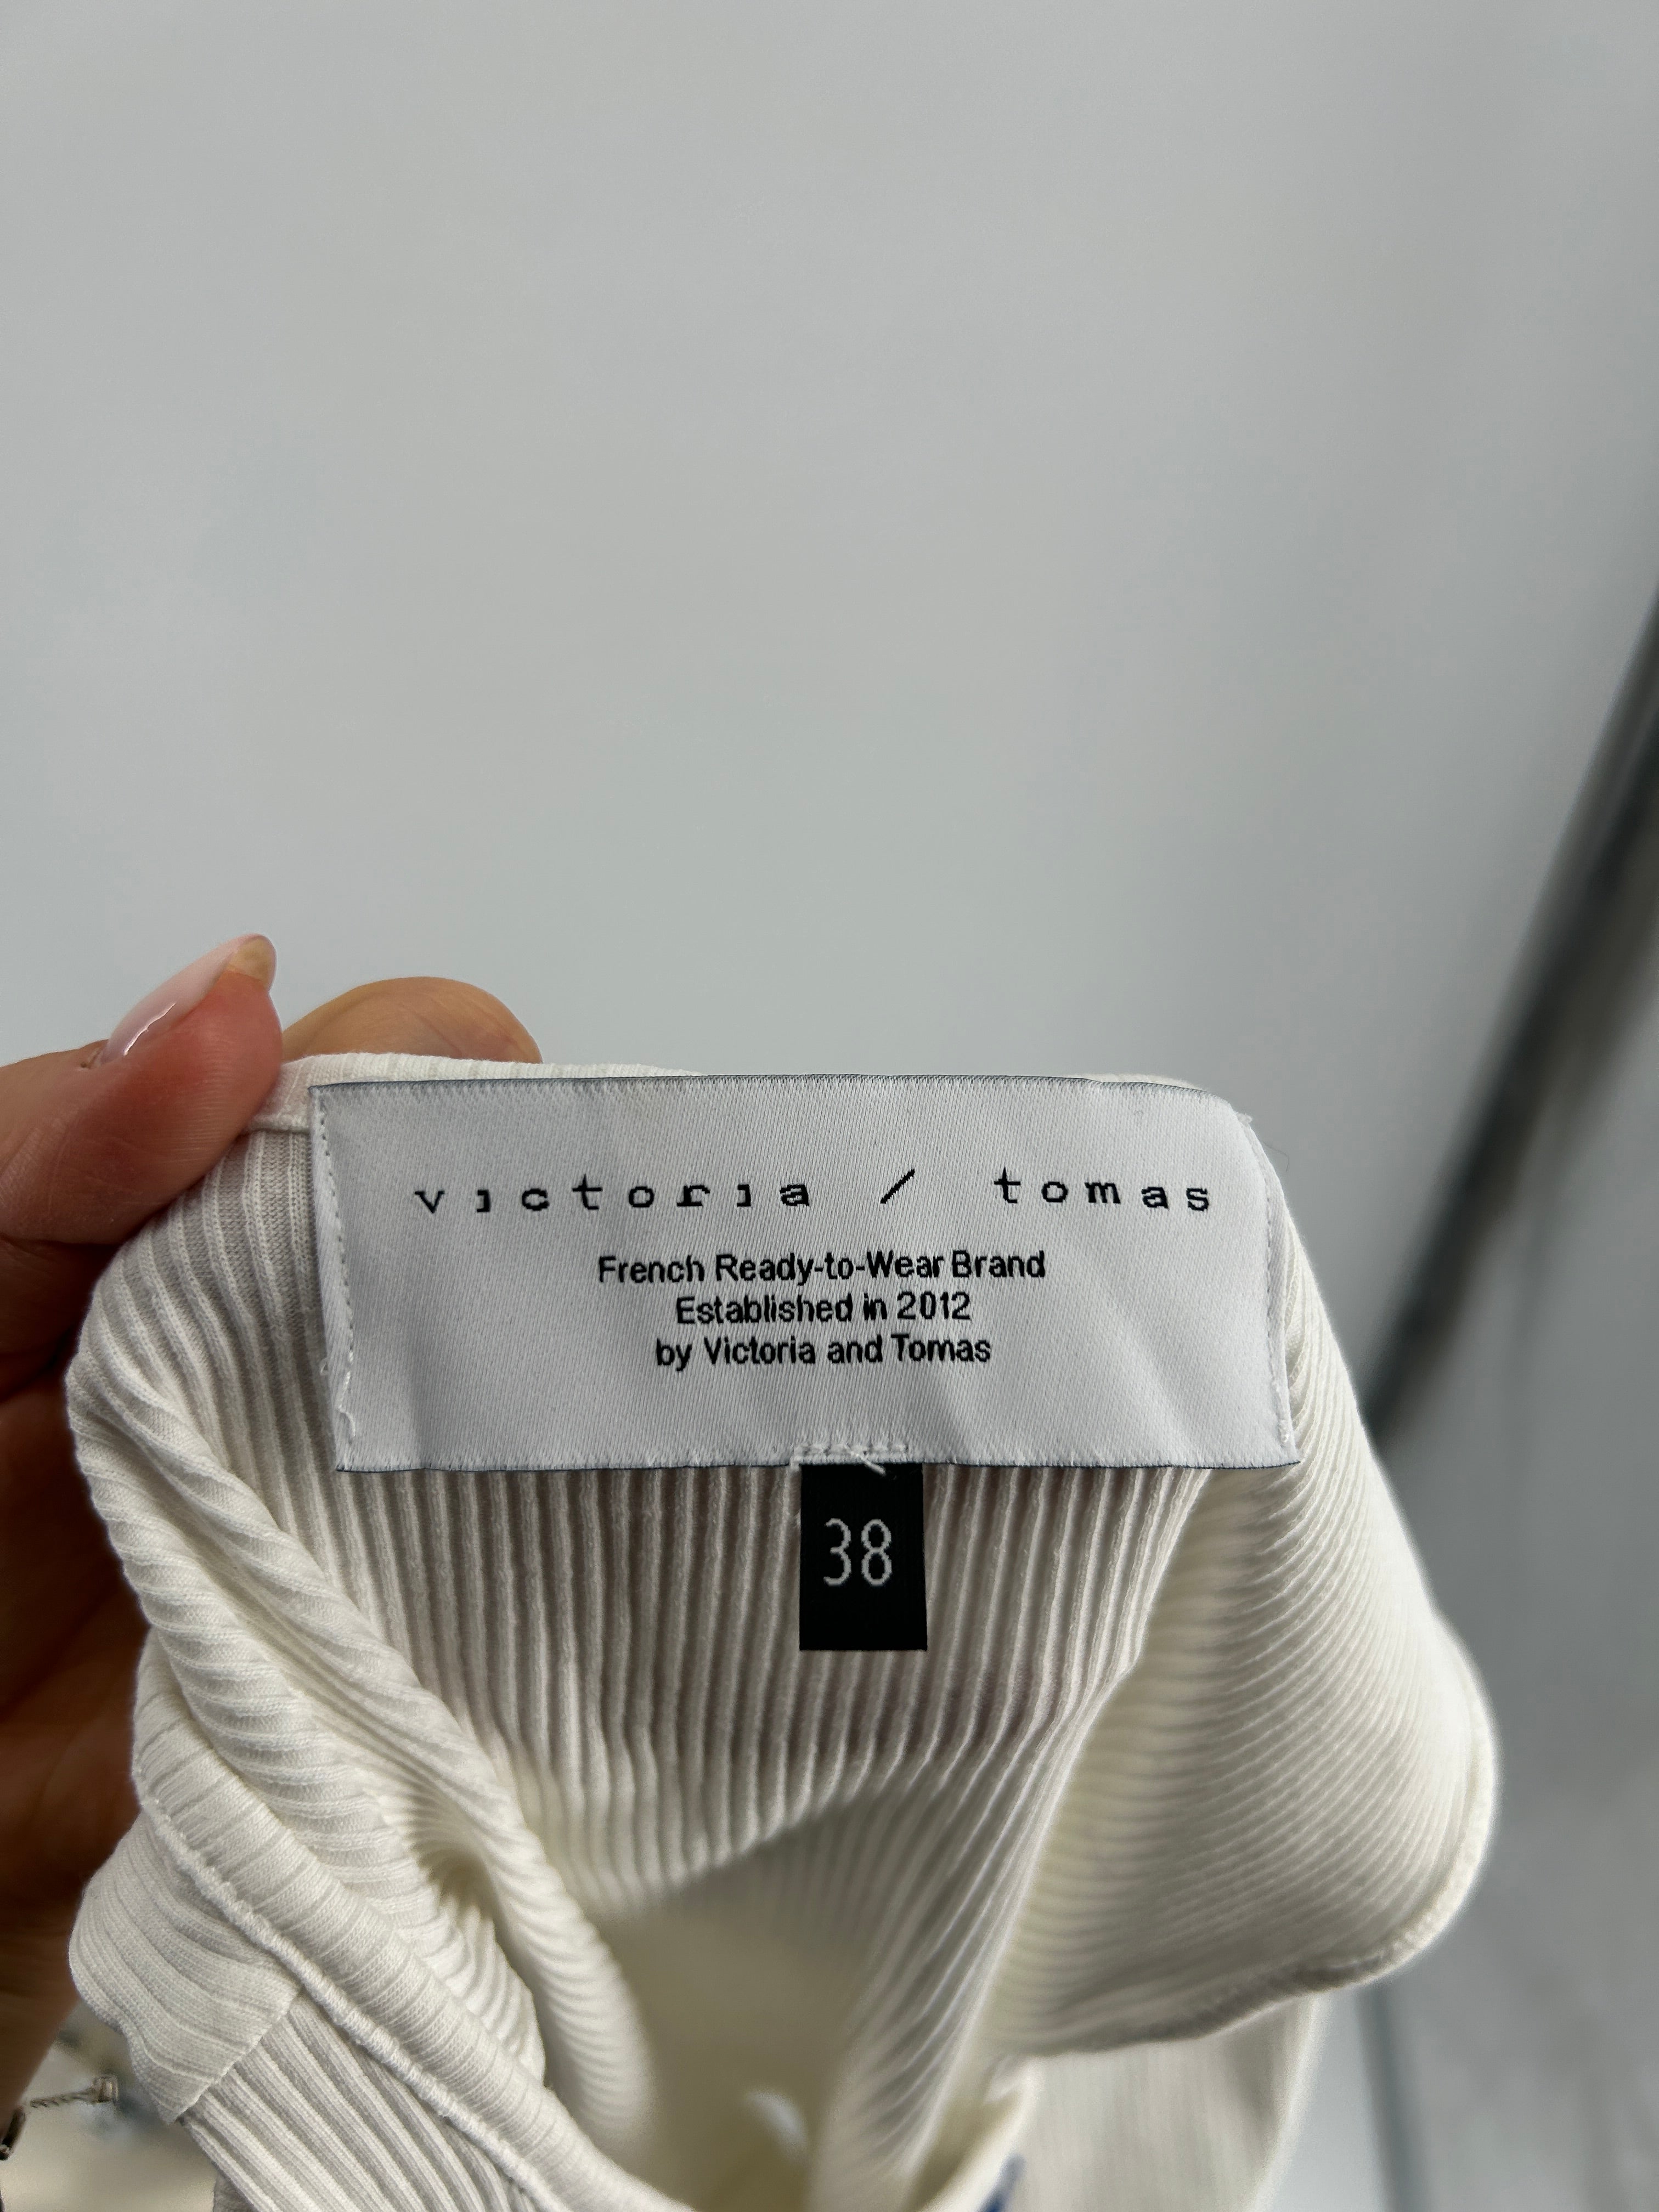 victoria / tomas
French Ready-to-Wear Brand
Established in 2012
by Victoria and Tomas
38